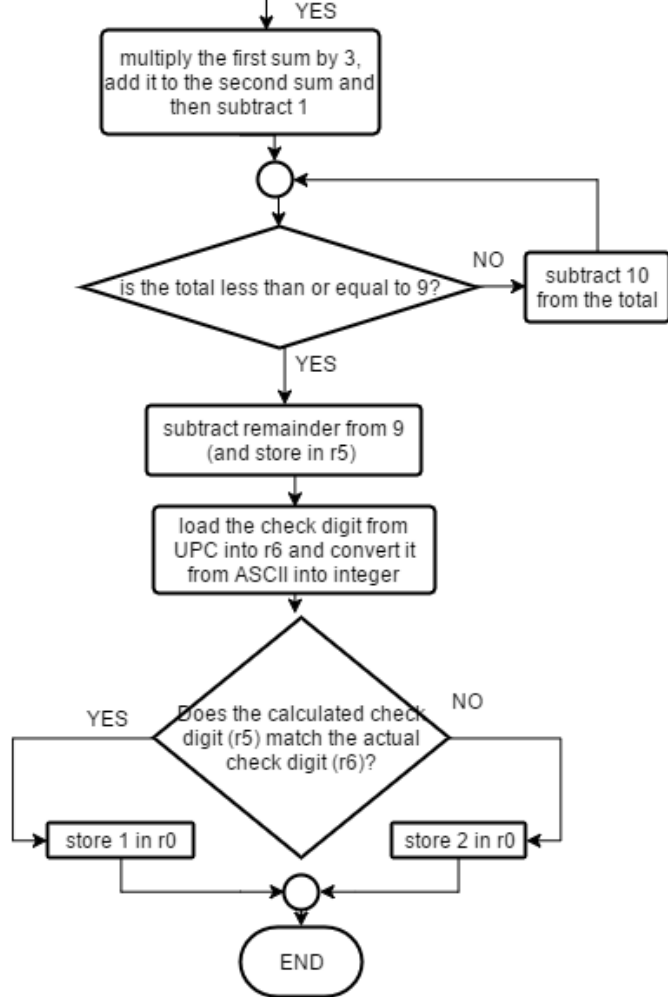 YES
multiply the first sum by 3,
add it to the second sum and
then subtract 1
is the total less than or equal to 9?
NO
subtract 10
from the total
YES
subtract remainder from 9
(and store in r5)
load the check digit from
UPC into r6 and convert it
from ASCII into integer
Does the calculated check
digit (r5) match the actual
check digit (r6)?
YES
NO
store 1 in r0
store 2 in r0
END